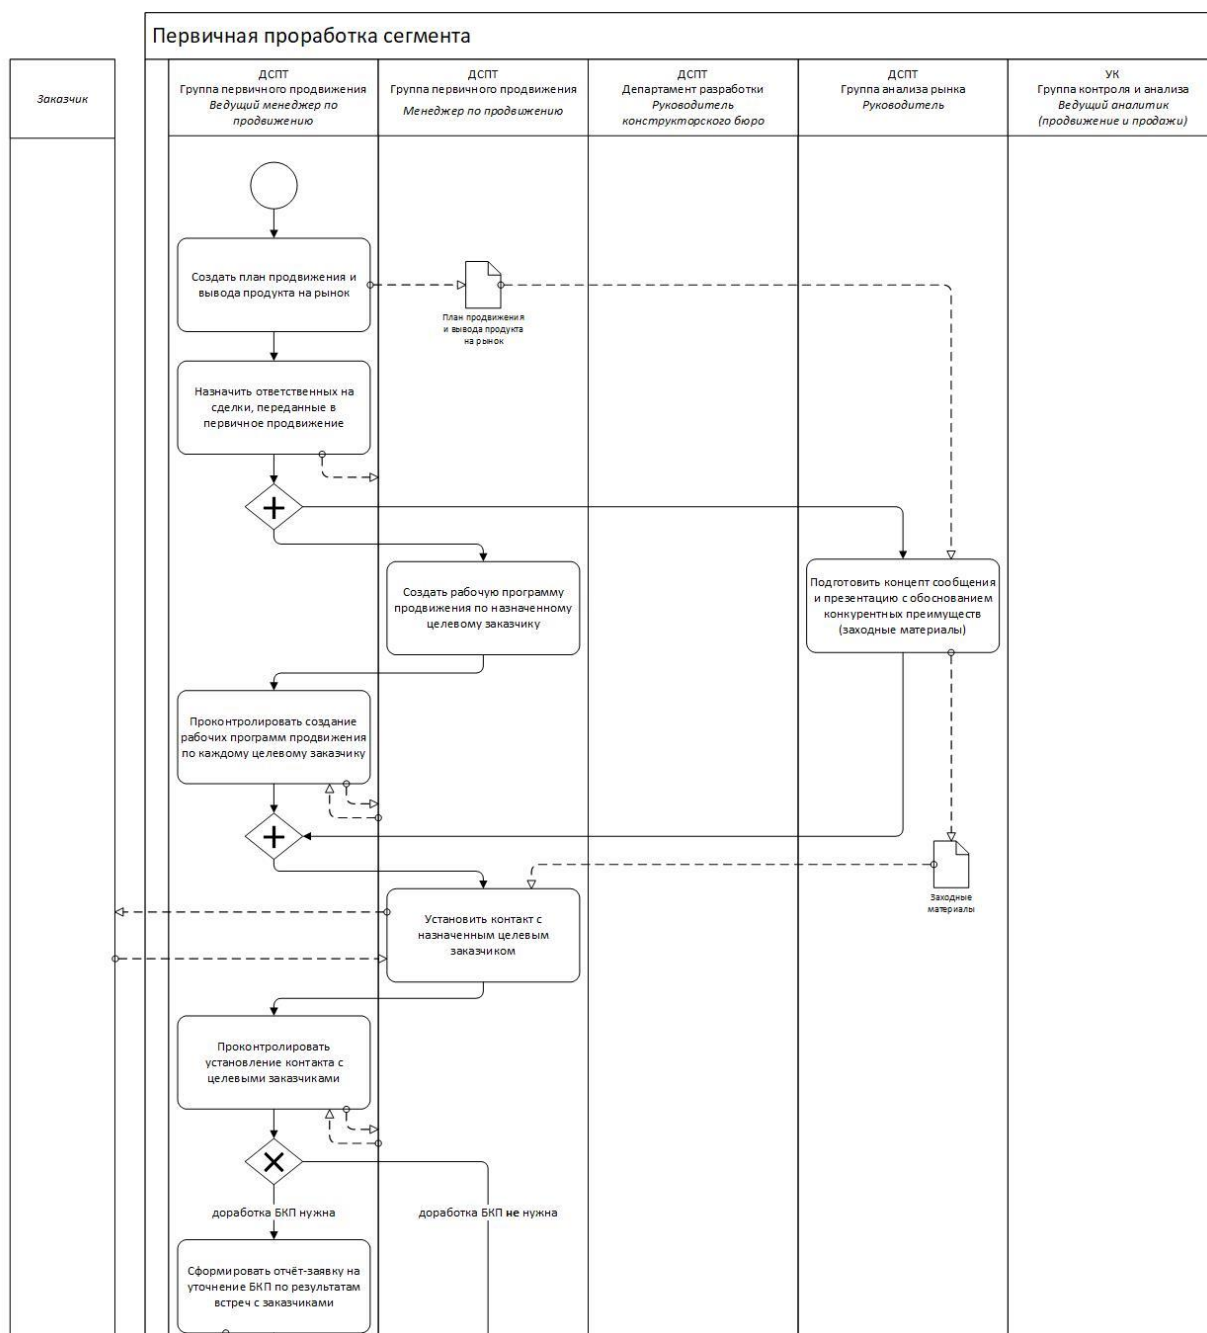 Первичная проработка сегмента
Заказчик
ДСПТ
Группа первичного продвижения
Ведущий менеджер по
продвижению
ДСПТ
Группа первичного продвижения
Менеджер по продвижению
ДСПТ
Департамент разработки
Руководитель
конструкторского бюро
ДСПТ
Группа анализа рынка
Руководитель
УК
Группа контроля и анализа
Ведущий аналитик
(продвижение и продажи)
Создать план продвижения и
вывода продукта на рынок
План продвижения
и вывода продукта
на рынок
Назначить ответственных на
сделки, переданные в
первичное продвижение
Создать рабочую программу
продвижения по назначенному
целевому заказчику
Подготовить концепт сообщения
и презентацию с обоснованием
конкурентных преимуществ
(заходные материалы)
Проконтролировать создание
рабочих программ продвижения
по каждому целевому заказчику
Заходные
материалы
Установить контакт с
назначенным целевым
заказчиком
Проконтролировать
установление контакта с
целевыми заказчиками
доработка БКП нужна
доработка БКП не нужна
Сформировать отчёт-заявку на
уточнение БКП по результатам
встреч с заказчиками